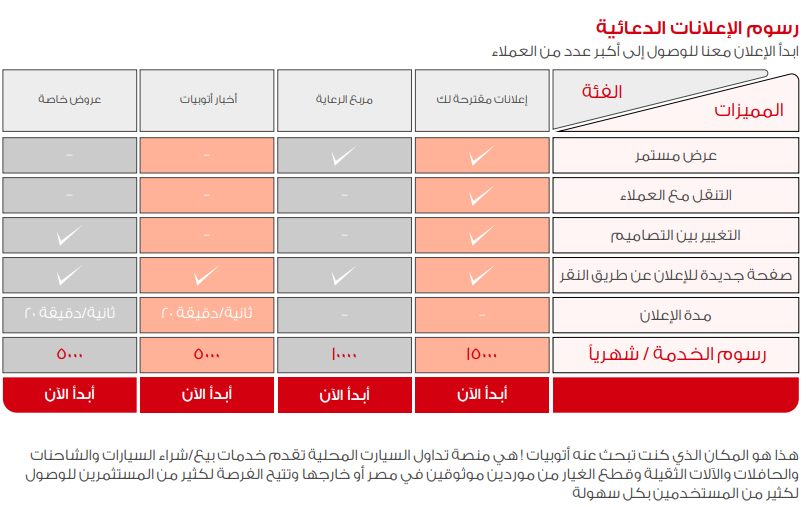 رسوم الإعلانات الدعائية
ابدأ الإعلان معنا للوصول إلى أكبر عدد من العملاء
الفئة
المميزات
إعلانات مقترحة لك
مربع الرعاية
أخبار أتوبيات
عروض خاصة
عرض مستمر
- -
التنقل مع العملاء
- - -
التغيير بين التصاميم
- -
صفحة جديدة للإعلان عن طريق النقر
مدة الإعلان
- - ثانية/دقيقة ٢٠ ثانية/دقيقة ٢٠
رسوم الخدمة / شهرياً
١٥٠٠٠ ١٠٠٠٠ ٥٠٠٠ ٥٠٠٠
أبدأ الآن أبدأ الآن أبدأ الآن أبدأ الآن
هذا هو المكان الذي كنت تبحث عنه أتوبيات ! هي منصة تداول السيارت المحلية تقدم خدمات بيع/شراء السيارات والشاحنات
والحافلات والآلات الثقيلة وقطع الغيار من موردين موثوقين في مصر أو خارجها وتتيح الفرصة لكثير من المستثمرين للوصول
لكثير من المستخدمين بكل سهولة